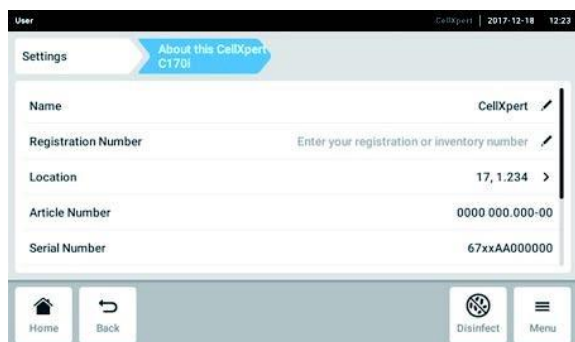 User CellXpert 2017-12-18 12:23
Settings
About this CellXpert
C170i
Name CellXpert
Registration Number Enter your registration or inventory number
Location 17, 1.234
Article Number 0000 000.000-00
Serial Number 67xxAA000000
Home Back Disinfect Menu